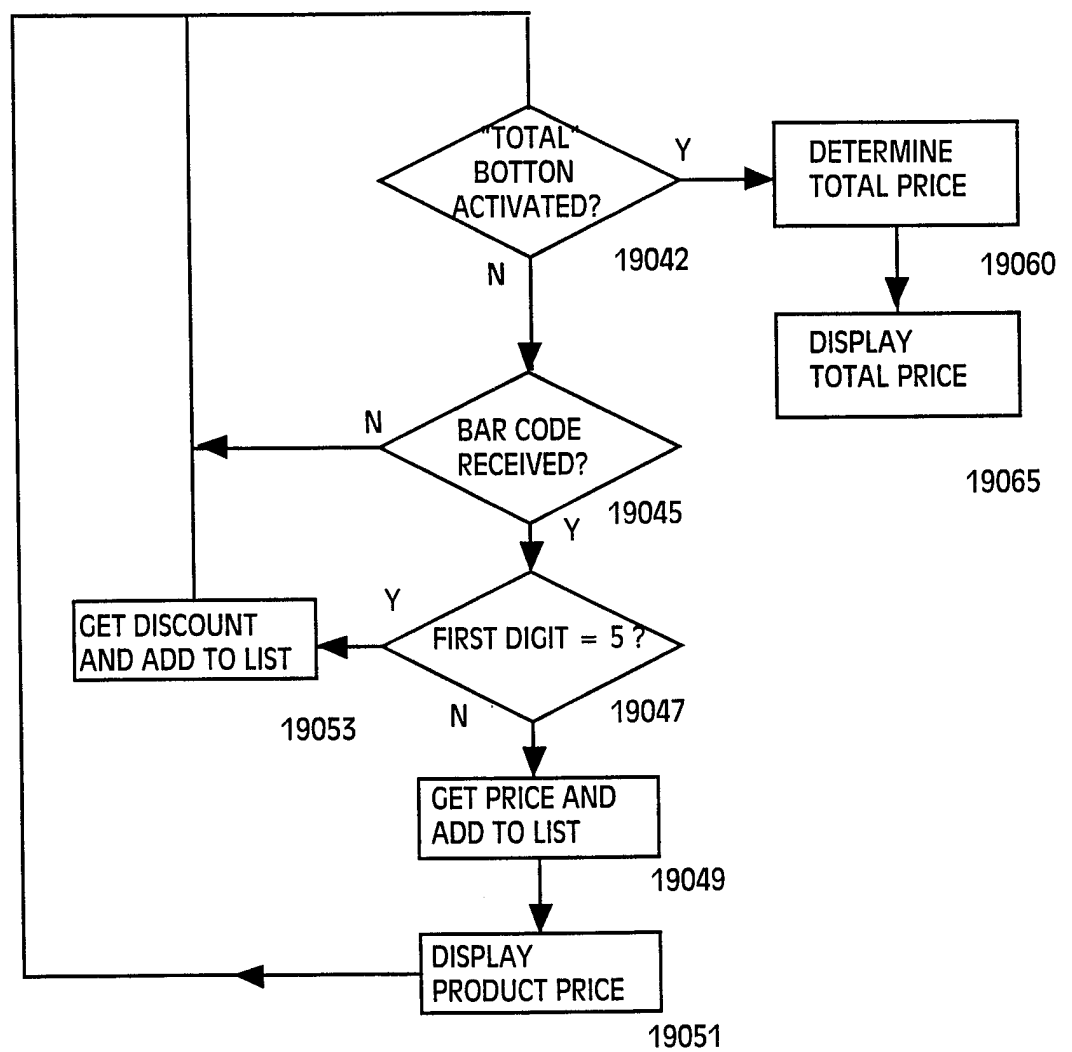 "TOTAL"
BOTTON
ACTIVATED?
Y
N
19042
DETERMINE
TOTAL PRICE
19060
DISPLAY
TOTAL PRICE
19065
BAR CODE
RECEIVED?
N
Y
19045
FIRST DIGIT = 5 ?
Y
N
19047
GET DISCOUNT
AND ADD TO LIST
19053
GET PRICE AND
ADD TO LIST
19049
DISPLAY
PRODUCT PRICE
19051